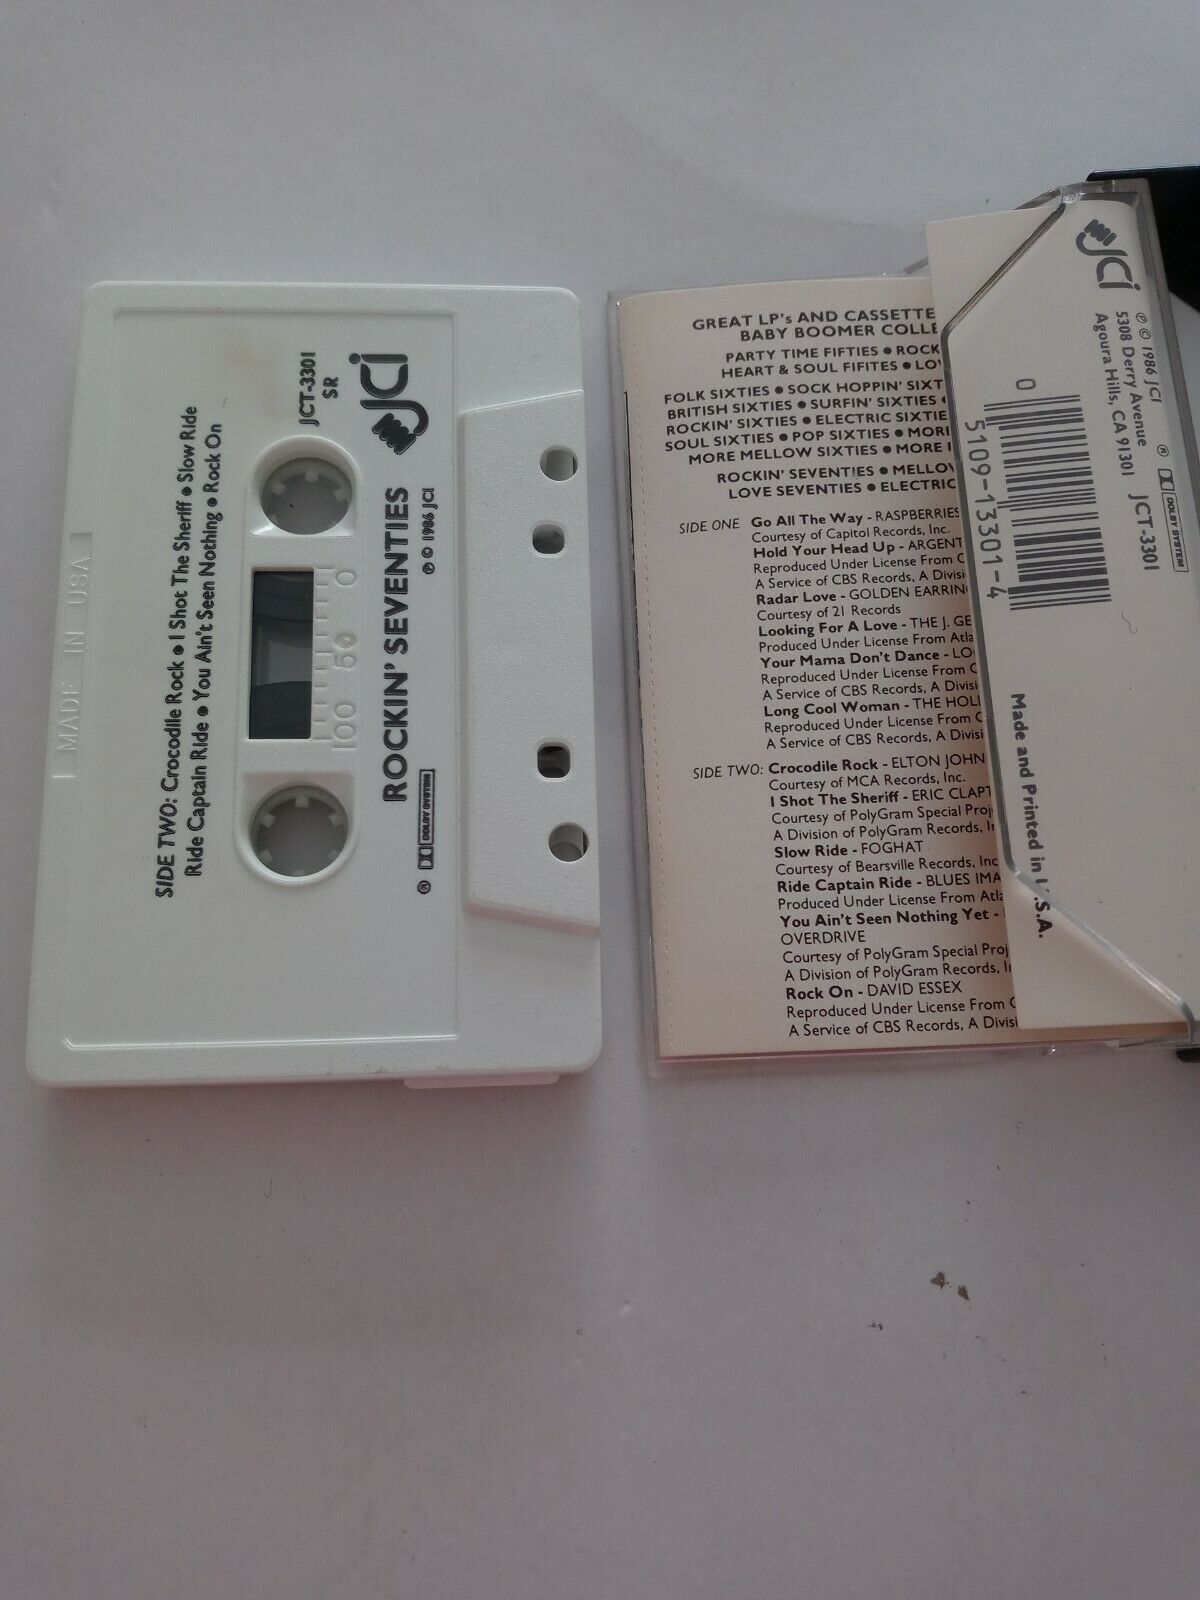 MADE IN USA
SIDE TWO: Crocodile Rock • I Shot The Sheriff • Slow Ride
Ride Captain Ride • You Ain't Seen Nothing • Rock On
JCT-3301
SR
JCi
100 50 0
ROCKIN' SEVENTIES
℗ © 1986 JCI
® DOLBY SYSTEM
GREAT LP's AND CASSETTE
BABY BOOMER COLLE
PARTY TIME FIFTIES • ROCK
HEART & SOUL FIFITES • LOV
FOLK SIXTIES • SOCK HOPPIN' SIXT
BRITISH SIXTIES • SURFIN' SIXTIES •
ROCKIN' SIXTIES • ELECTRIC SIXTIE
SOUL SIXTIES • POP SIXTIES • MORE
MORE MELLOW SIXTIES • MORE
ROCKIN' SEVENTIES • MELLOW
LOVE SEVENTIES • ELECTRIC
SIDE ONE Go All The Way - RASPBERRIES
Courtesy of Capitol Records, Inc.
Hold Your Head Up - ARGENT
Reproduced Under License From C
A Service of CBS Records, A Divisi
Radar Love - GOLDEN EARRIN
Courtesy of 21 Records
Looking For A Love - THE J. GE
Produced Under License From Atla
Your Mama Don't Dance - LO
Reproduced Under License From C
A Service of CBS Records, A Divisi
Long Cool Woman - THE HOLL
Reproduced Under License From C
A Service of CBS Records, A Divisi
SIDE TWO: Crocodile Rock - ELTON JOHN
Courtesy of MCA Records, Inc.
I Shot The Sheriff - ERIC CLAPT
Courtesy of PolyGram Special Proj
A Division of PolyGram Records, In
Slow Ride - FOGHAT
Courtesy of Bearsville Records, Inc
Ride Captain Ride - BLUES IMA
Produced Under License From Atla
You Ain't Seen Nothing Yet -
OVERDRIVE
Courtesy of PolyGram Special Proj
A Division of PolyGram Records, In
Rock On - DAVID ESSEX
Reproduced Under License From C
A Service of CBS Records, A Divisi
JCi
℗ © 1986 JCI
5308 Derry Avenue
Agoura Hills, CA 91301
® DOLBY SYSTEM
JCT-3301
0 5109-13301-4
Made and Printed in U.S.A.